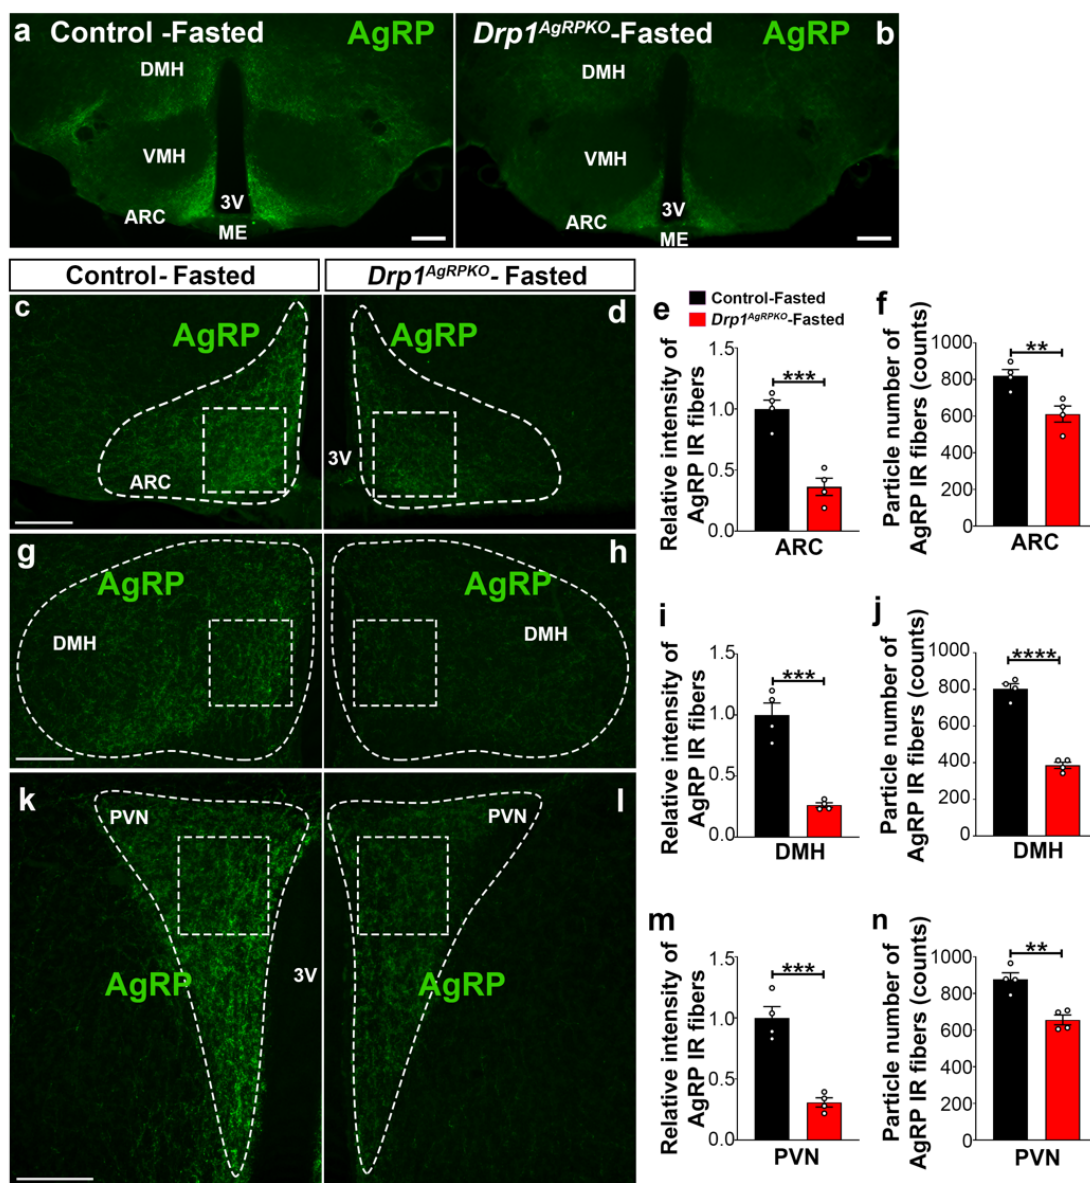 a Control -Fasted AgRP
DMH
VMH
3V
ARC
ME
Drp1^AgRPKO-Fasted AgRP b
DMH
VMH
3V
ARC
ME
Control- Fasted
Drp1^AgRPKO- Fasted
c
AgRP
ARC
d
AgRP
3V
g
AgRP
DMH
h
AgRP
DMH
k
PVN
AgRP
3V
l
PVN
AgRP
Control-Fasted
Drp1^AgRPKO-Fasted
e
Relative intensity of
AgRP IR fibers
1.5
1.0
0.5
0.0
***
ARC
f
Particle number of
AgRP IR fibers (counts)
1000
800
600
400
200
0
**
ARC
i
Relative intensity of
AgRP IR fibers
1.5
1.0
0.5
0.0
***
DMH
j
Particle number of
AgRP IR fibers (counts)
1000
800
600
400
200
0
****
DMH
m
Relative intensity of
AgRP IR fibers
1.5
1.0
0.5
0.0
***
PVN
n
Particle number of
AgRP IR fibers (counts)
1000
800
600
400
200
0
**
PVN